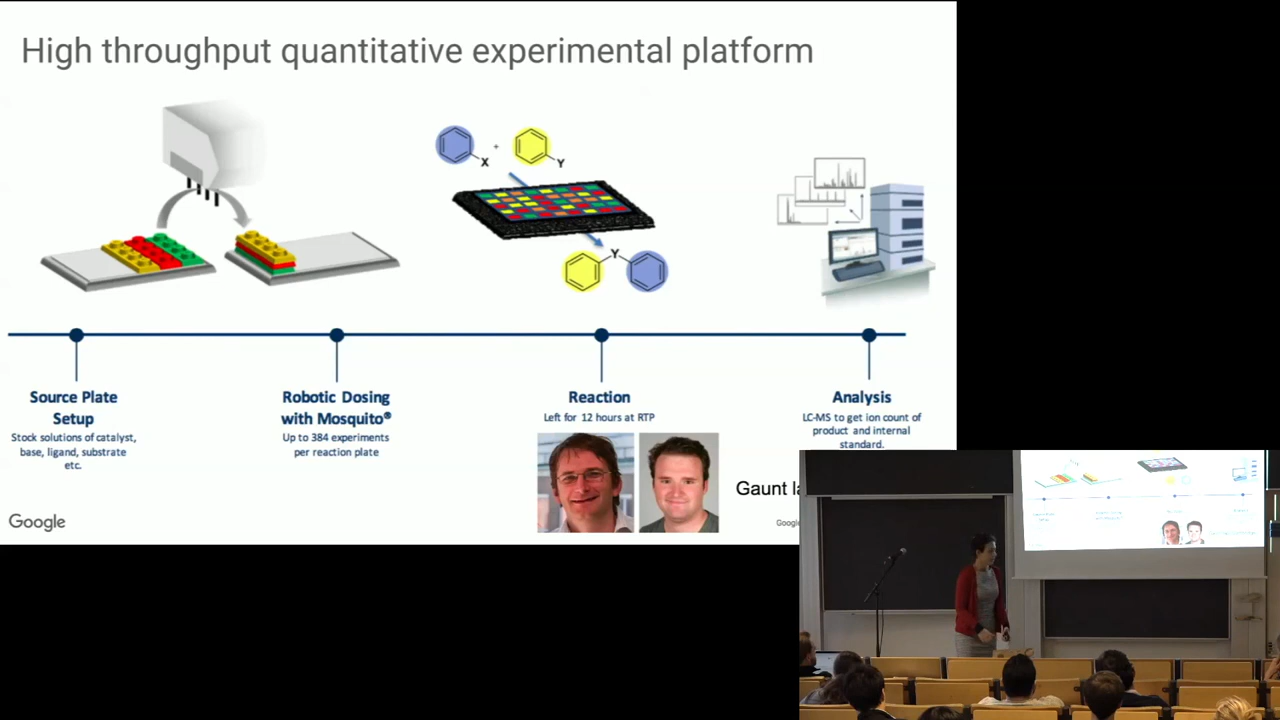 High throughput quantitative experimental platform
X
+
Y
Y
Source Plate
Setup
Stock solutions of catalyst,
base, ligand, substrate
etc.
Robotic Dosing
with Mosquito®
Up to 384 experiments
per reaction plate
Reaction
Left for 12 hours at RTP
Analysis
LC-MS to get ion count of
product and internal
standard.
Gaunt
Google
Google